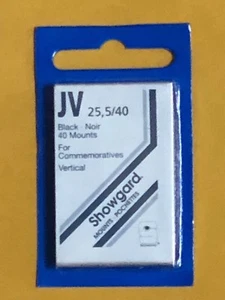 JV 25,5/40
Black Noir
40 Mounts
For
Commemoratives
Vertical
Showgard
MOUNTS · POCHETTES